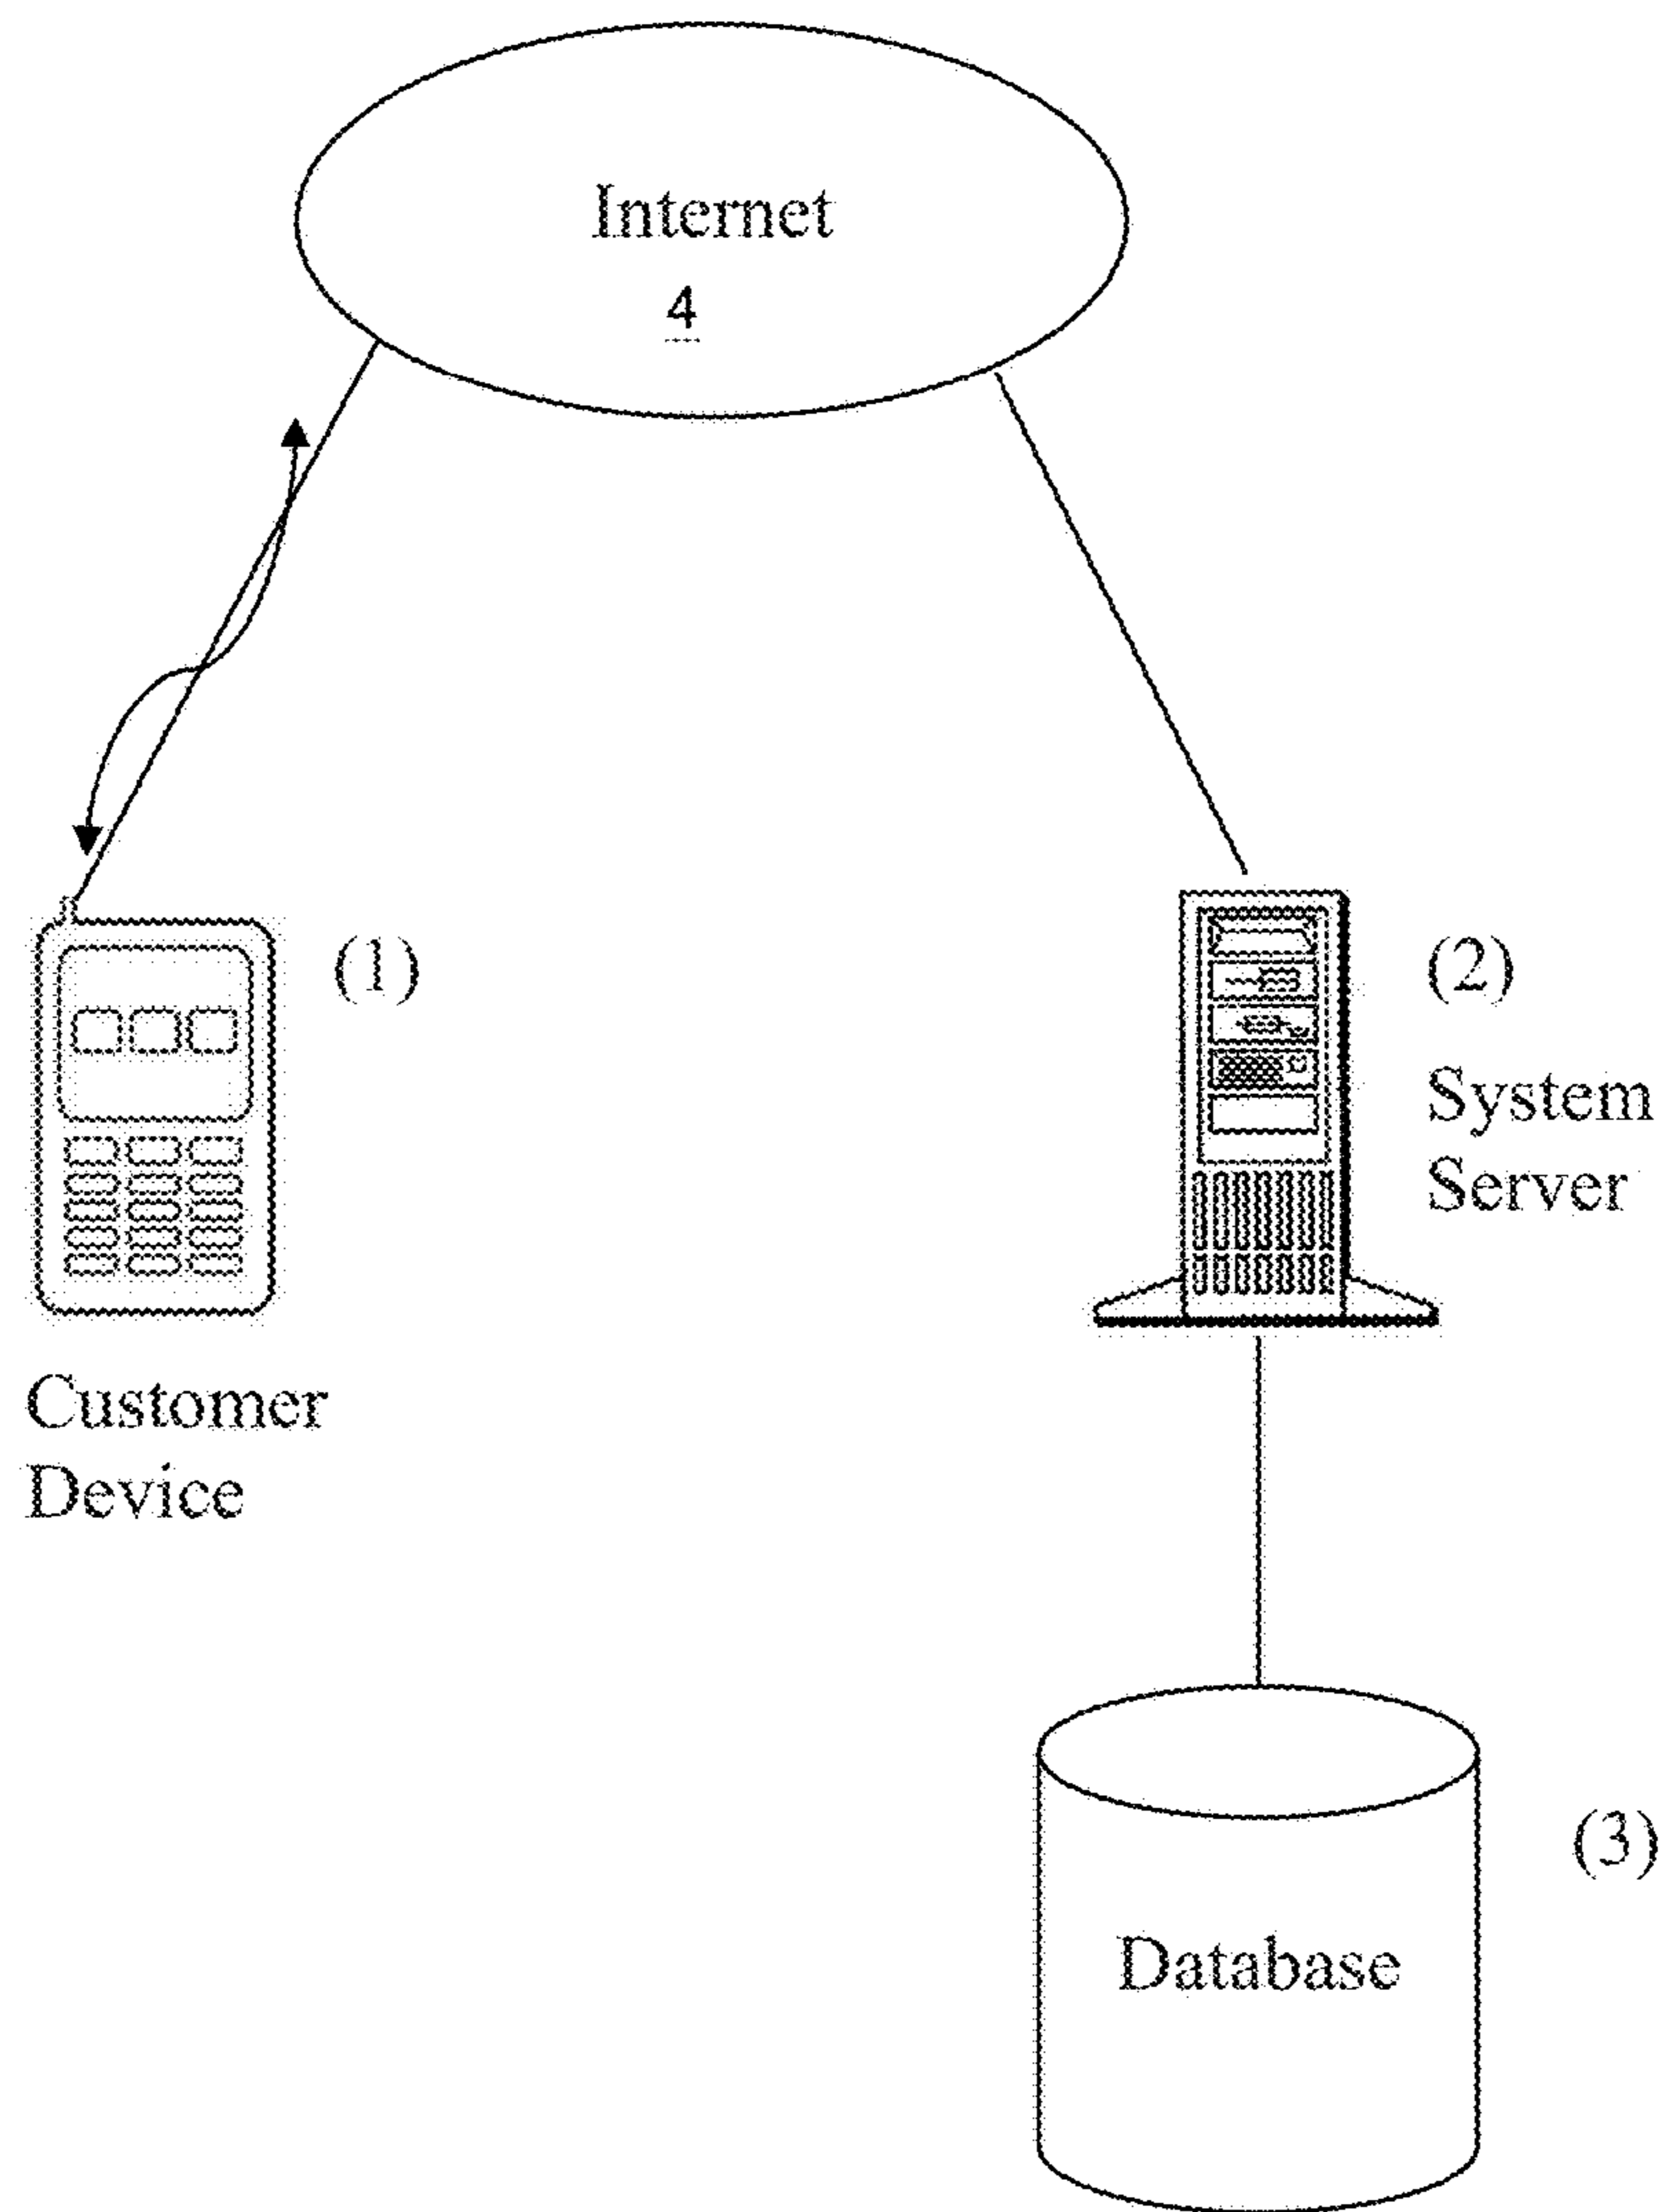 Internet
4
(1)
(2)
System
Server
Customer
Device
(3)
Database